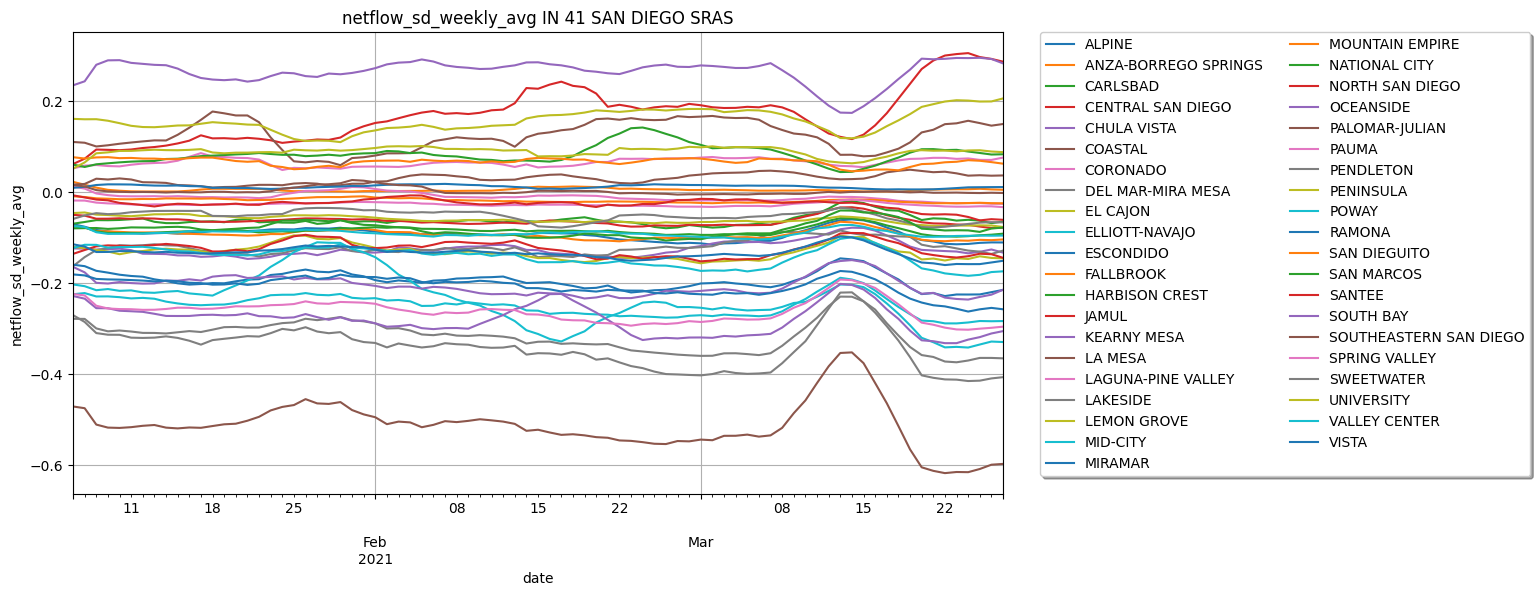 netflow_sd_weekly_avg IN 41 SAN DIEGO SRAS
netflow_sd_weekly_avg
0.2
0.0
−0.2
−0.4
−0.6
11
18
25
08
15
22
08
15
22
Feb
2021
Mar
date
ALPINE
ANZA-BORREGO SPRINGS
CARLSBAD
CENTRAL SAN DIEGO
CHULA VISTA
COASTAL
CORONADO
DEL MAR-MIRA MESA
EL CAJON
ELLIOTT-NAVAJO
ESCONDIDO
FALLBROOK
HARBISON CREST
JAMUL
KEARNY MESA
LA MESA
LAGUNA-PINE VALLEY
LAKESIDE
LEMON GROVE
MID-CITY
MIRAMAR
MOUNTAIN EMPIRE
NATIONAL CITY
NORTH SAN DIEGO
OCEANSIDE
PALOMAR-JULIAN
PAUMA
PENDLETON
PENINSULA
POWAY
RAMONA
SAN DIEGUITO
SAN MARCOS
SANTEE
SOUTH BAY
SOUTHEASTERN SAN DIEGO
SPRING VALLEY
SWEETWATER
UNIVERSITY
VALLEY CENTER
VISTA